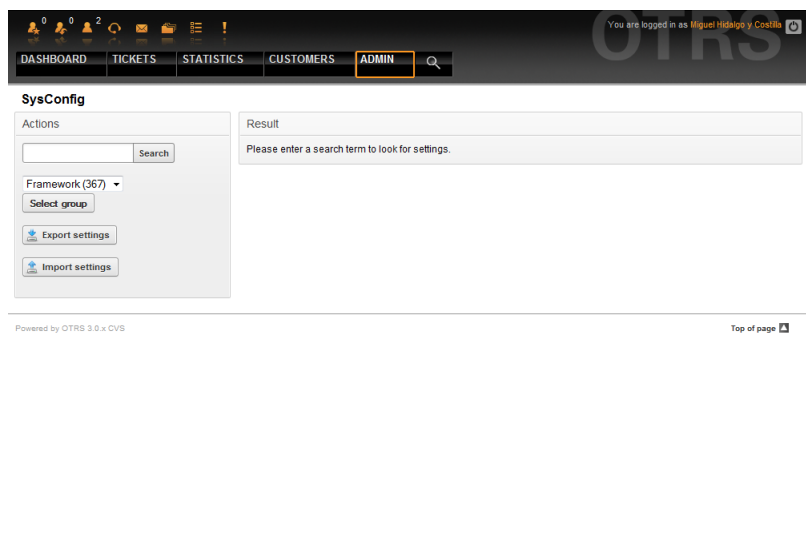 0 0 2
OTRS
You are logged in as Miguel Hidalgo y Costilla
DASHBOARD TICKETS STATISTICS CUSTOMERS ADMIN
SysConfig
Actions
Search
Framework (367)
Select group
Export settings
Import settings
Result
Please enter a search term to look for settings.
Powered by OTRS 3.0.x CVS
Top of page